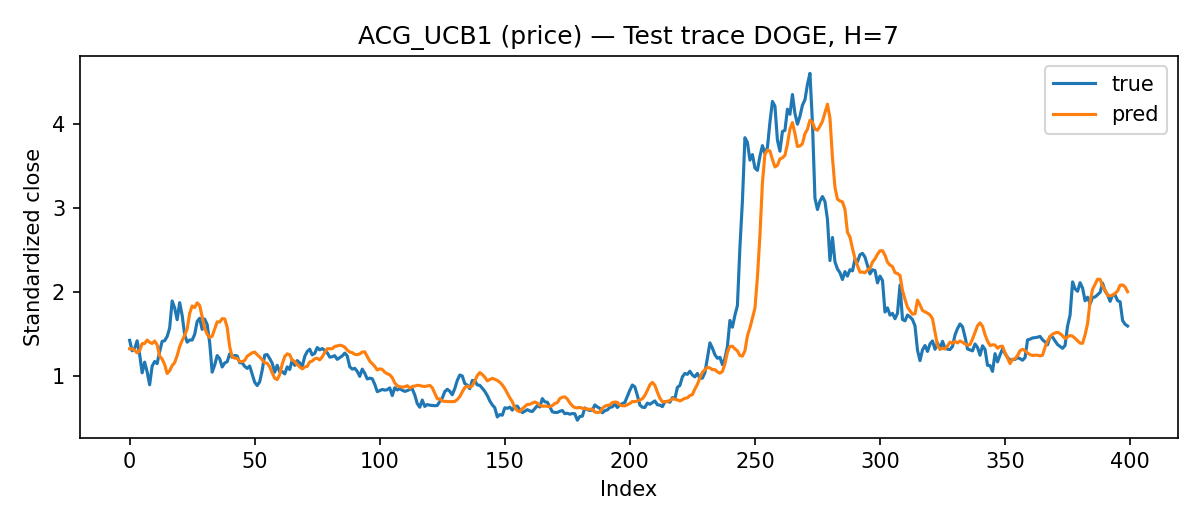 ACG_UCB1 (price) — Test trace DOGE, H=7
true
pred
Standardized close
4
3
2
1
0 50 100 150 200 250 300 350 400
Index